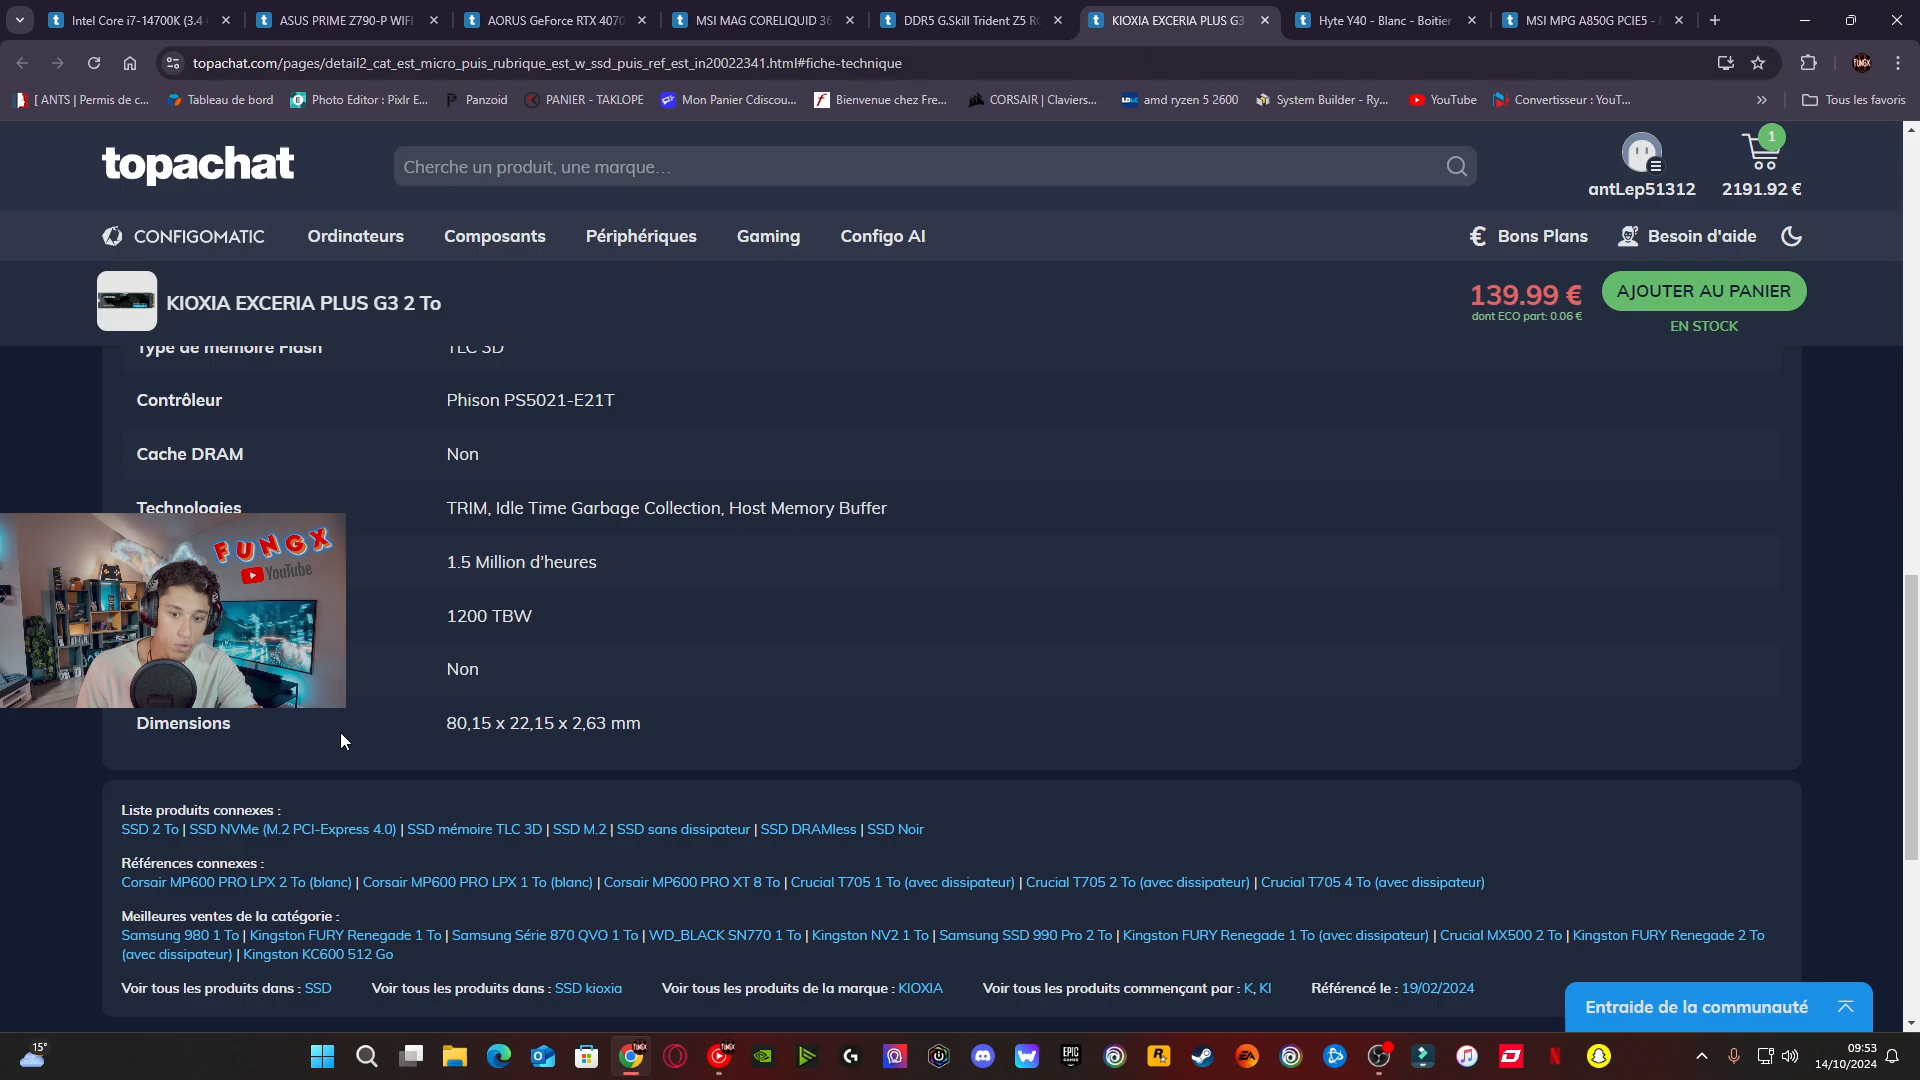 Intel Core i7-14700K (3.4
ASUS PRIME Z790-P WIFI
AORUS GeForce RTX 4070
MSI MAG CORELIQUID 36
DDR5 G.Skill Trident Z5 RG
KIOXIA EXCERIA PLUS G3
Hyte Y40 - Blanc - Boitier
MSI MPG A850G PCIE5 -
topachat.com/pages/detail2_cat_est_micro_puis_rubrique_est_w_ssd_puis_ref_est_in20022341.html#fiche-technique
[ ANTS | Permis de c...
Tableau de bord
Photo Editor : Pixlr E...
Panzoid
PANIER - TAKLOPE
Mon Panier Cdiscou...
Bienvenue chez Fre...
CORSAIR | Claviers...
LDLC
amd ryzen 5 2600
System Builder - Ry...
YouTube
Convertisseur : YouT...
Tous les favoris
topachat
Cherche un produit, une marque...
1
antLep51312
2191.92 €
CONFIGOMATIC
Ordinateurs
Composants
Périphériques
Gaming
Configo AI
€ Bons Plans
Besoin d'aide
KIOXIA EXCERIA PLUS G3 2 To
139.99 €
dont ECO part: 0.06 €
AJOUTER AU PANIER
EN STOCK
Type de mémoire Flash
TLC 3D
Contrôleur
Phison PS5021-E21T
Cache DRAM
Non
Technologies
TRIM, Idle Time Garbage Collection, Host Memory Buffer
1.5 Million d’heures
1200 TBW
Non
FUNGX
YouTube
Dimensions
80,15 x 22,15 x 2,63 mm
Liste produits connexes :
SSD 2 To | SSD NVMe (M.2 PCI-Express 4.0) | SSD mémoire TLC 3D | SSD M.2 | SSD sans dissipateur | SSD DRAMless | SSD Noir
Références connexes :
Corsair MP600 PRO LPX 2 To (blanc) | Corsair MP600 PRO LPX 1 To (blanc) | Corsair MP600 PRO XT 8 To | Crucial T705 1 To (avec dissipateur) | Crucial T705 2 To (avec dissipateur) | Crucial T705 4 To (avec dissipateur)
Meilleures ventes de la catégorie :
Samsung 980 1 To | Kingston FURY Renegade 1 To | Samsung Série 870 QVO 1 To | WD_BLACK SN770 1 To | Kingston NV2 1 To | Samsung SSD 990 Pro 2 To | Kingston FURY Renegade 1 To (avec dissipateur) | Crucial MX500 2 To | Kingston FURY Renegade 2 To
(avec dissipateur) | Kingston KC600 512 Go
Voir tous les produits dans : SSD
Voir tous les produits dans : SSD kioxia
Voir tous les produits de la marque : KIOXIA
Voir tous les produits commençant par : K, KI
Référencé le : 19/02/2024
Entraide de la communauté
15°
EPIC
EA
09:53
14/10/2024